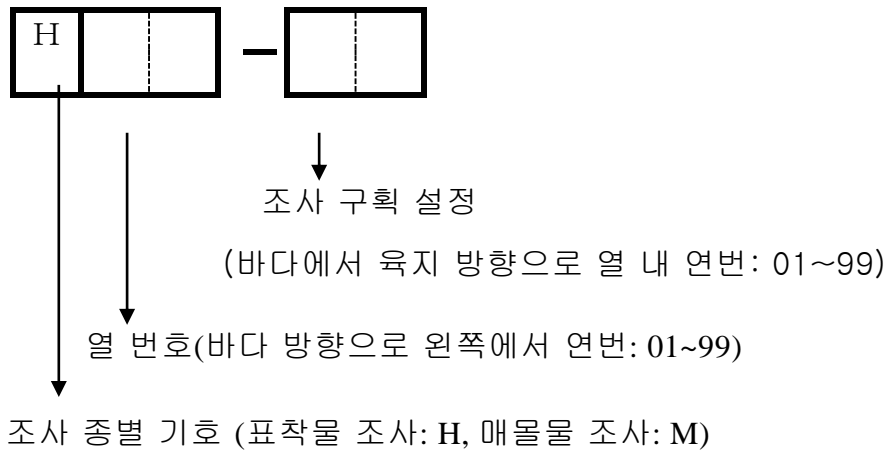 H
조사 구획 설정
(바다에서 육지 방향으로 열 내 연번: 01~99)
열 번호(바다 방향으로 왼쪽에서 연번: 01~99)
조사 종별 기호 (표착물 조사: H, 매몰물 조사: M)